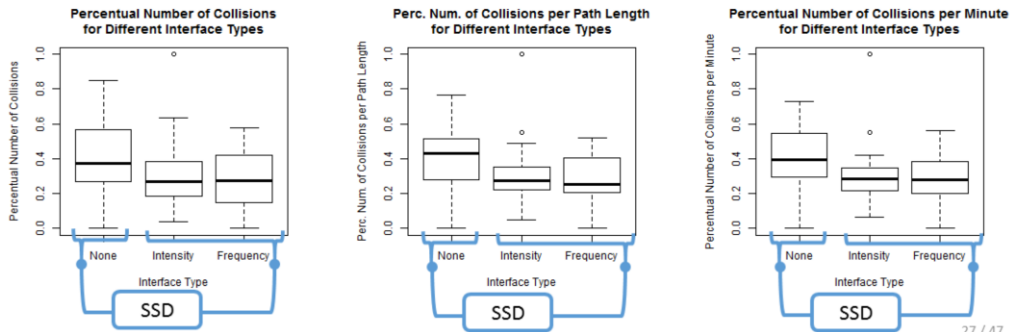 Percentual Number of Collisions
for Different Interface Types
Percentual Number of Collisions
1.0
0.8
0.6
0.4
0.2
0.0
None Intensity Frequency
Interface Type
SSD
Perc. Num. of Collisions per Path Length
for Different Interface Types
Perc. Num. of Collisions per Path Length
1.0
0.8
0.6
0.4
0.2
0.0
None Intensity Frequency
Interface Type
SSD
Percentual Number of Collisions per Minute
for Different Interface Types
Percentual Number of Collisions per Minute
1.0
0.8
0.6
0.4
0.2
0.0
None Intensity Frequency
Interface Type
SSD
27 / 47